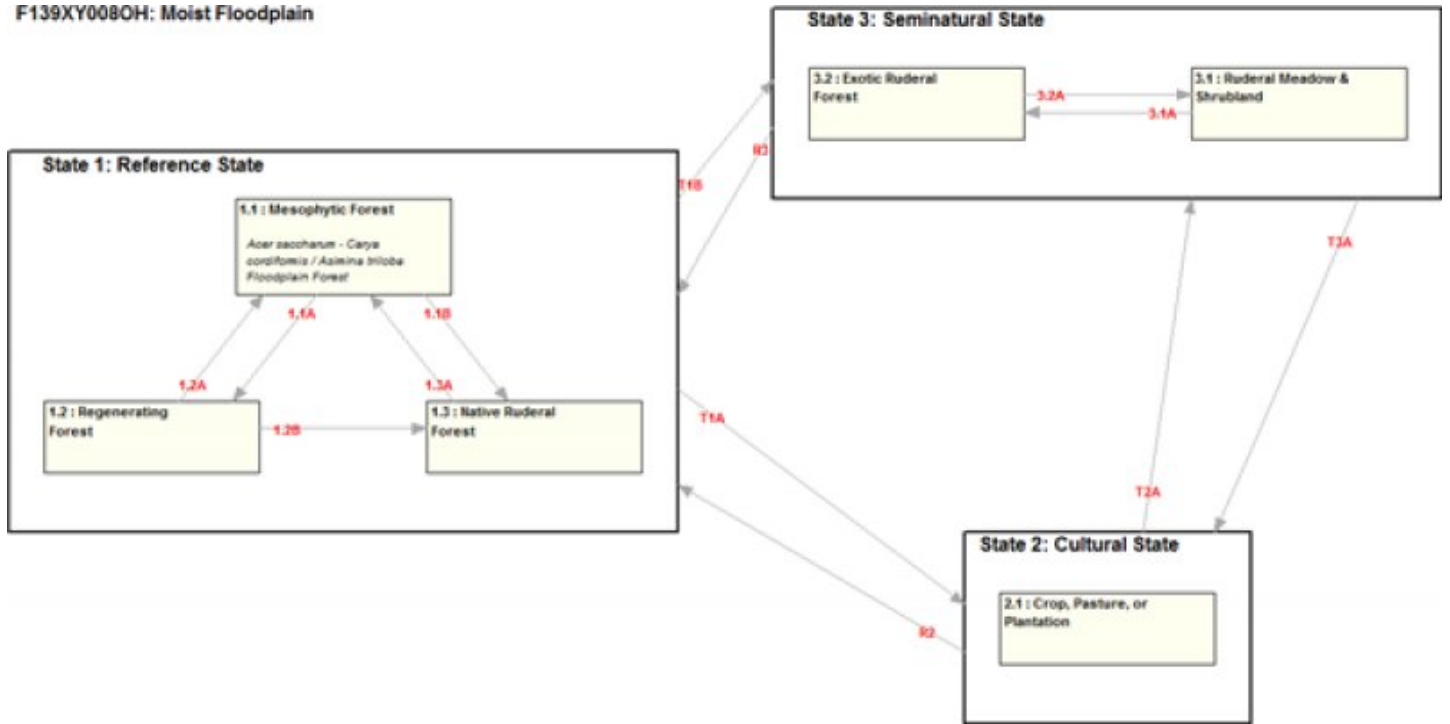 F139XY008OH: Moist Floodplain
State 3: Seminatural State
3.2 : Exotic Ruderal
Forest
3.2A
3.1A
3.1 : Ruderal Meadow &
Shrubland
T1B
R3
State 1: Reference State
1.1 : Mesophytic Forest
Acer saccharum - Carya
cordiformis / Asimina triloba
Floodplain Forest
1.1A
1.1B
1.2A
1.3A
1.2 : Regenerating
Forest
1.2B
1.3 : Native Ruderal
Forest
T3A
T1A
T2A
R2
State 2: Cultural State
2.1 : Crop, Pasture, or
Plantation